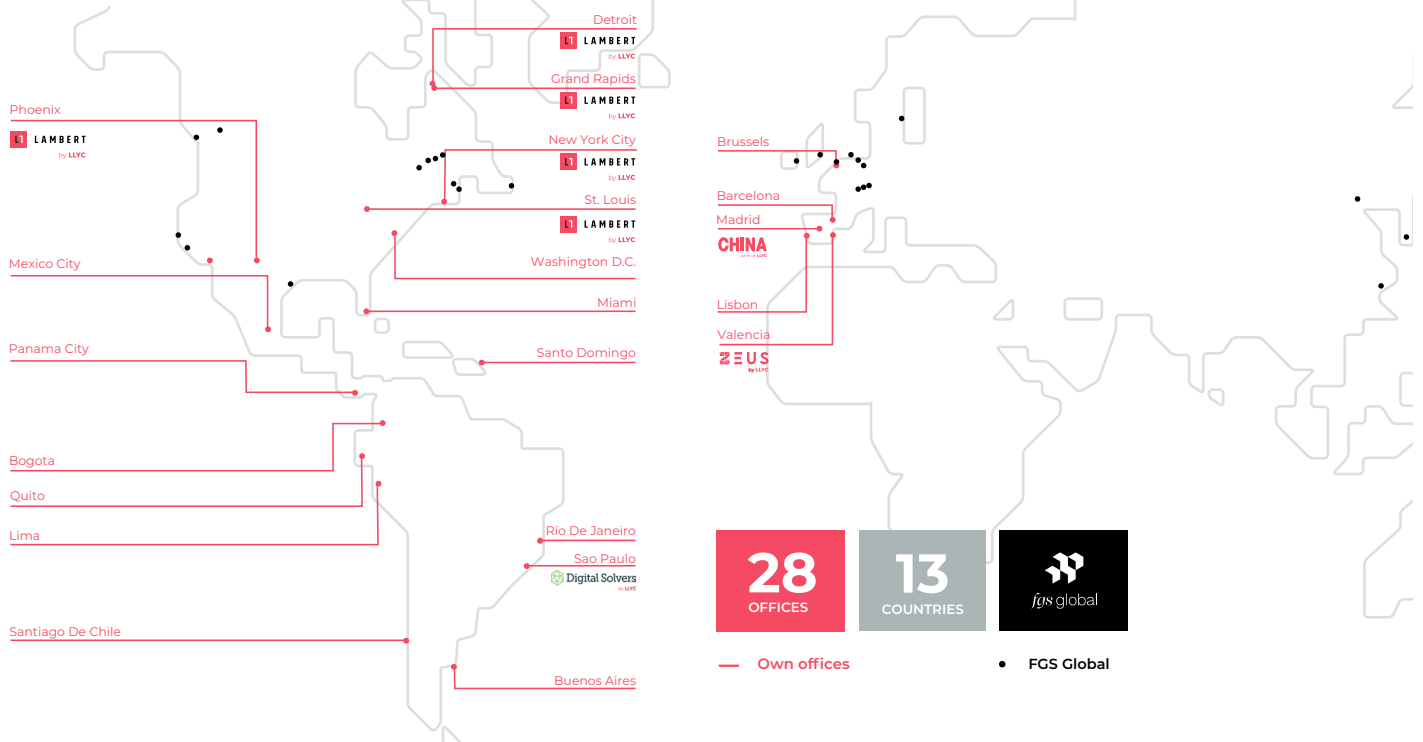 Detroit
LAMBERT
by LLYC
Grand Rapids
LAMBERT
by LLYC
Phoenix
LAMBERT
by LLYC
New York City
LAMBERT
by LLYC
St. Louis
LAMBERT
by LLYC
Washington D.C.
Mexico City
Miami
Panama City
Santo Domingo
Bogota
Quito
Lima
Río De Janeiro
Sao Paulo
Digital Solvers
by LLYC
Santiago De Chile
Buenos Aires
Brussels
Barcelona
Madrid
CHINA
Lisbon
Valencia
ZEUS
by LLYC
28
OFFICES
13
COUNTRIES
fgs global
Own offices
FGS Global